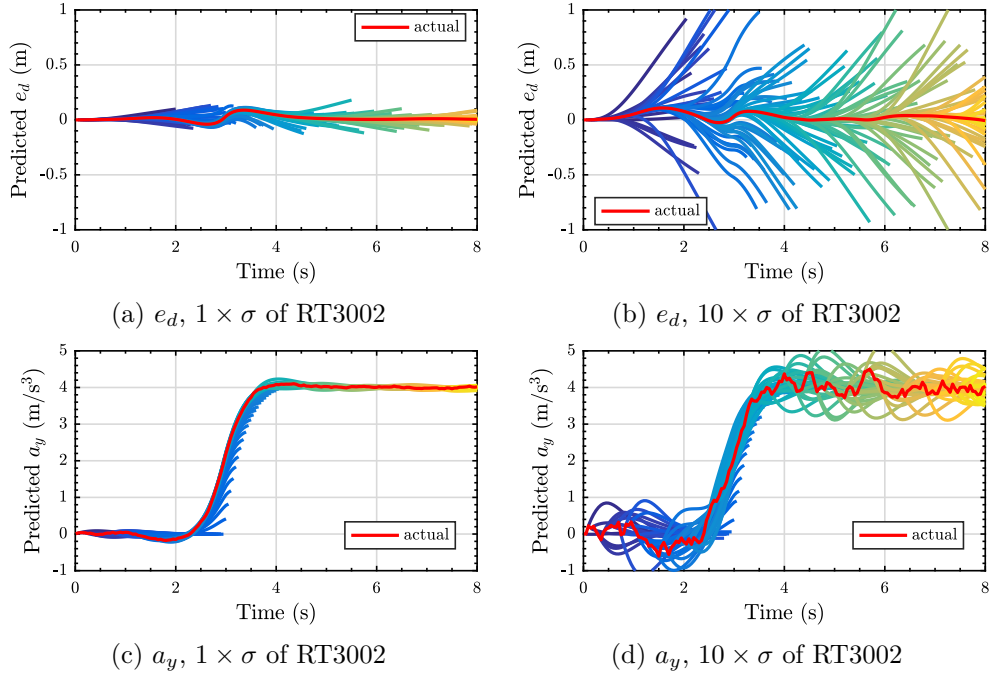 1
0.5
0
-0.5
-1
Predicted e_d (m)
actual
0 2 4 6 8
Time (s)
(a) e_d, 1 × σ of RT3002
1
0.5
0
-0.5
-1
Predicted e_d (m)
actual
0 2 4 6 8
Time (s)
(b) e_d, 10 × σ of RT3002
5
4
3
2
1
0
-1
Predicted a_y (m/s³)
actual
0 2 4 6 8
Time (s)
(c) a_y, 1 × σ of RT3002
5
4
3
2
1
0
-1
Predicted a_y (m/s³)
actual
0 2 4 6 8
Time (s)
(d) a_y, 10 × σ of RT3002